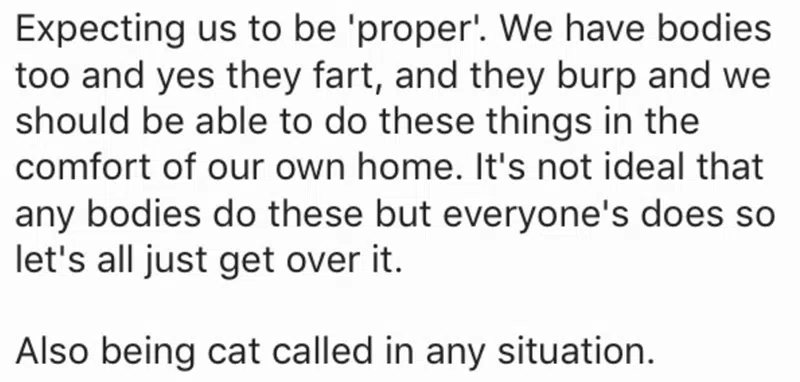 Expecting us to be 'proper'. We have bodies
too and yes they fart, and they burp and we
should be able to do these things in the
comfort of our own home. It's not ideal that
any bodies do these but everyone's does so
let's all just get over it.
Also being cat called in any situation.